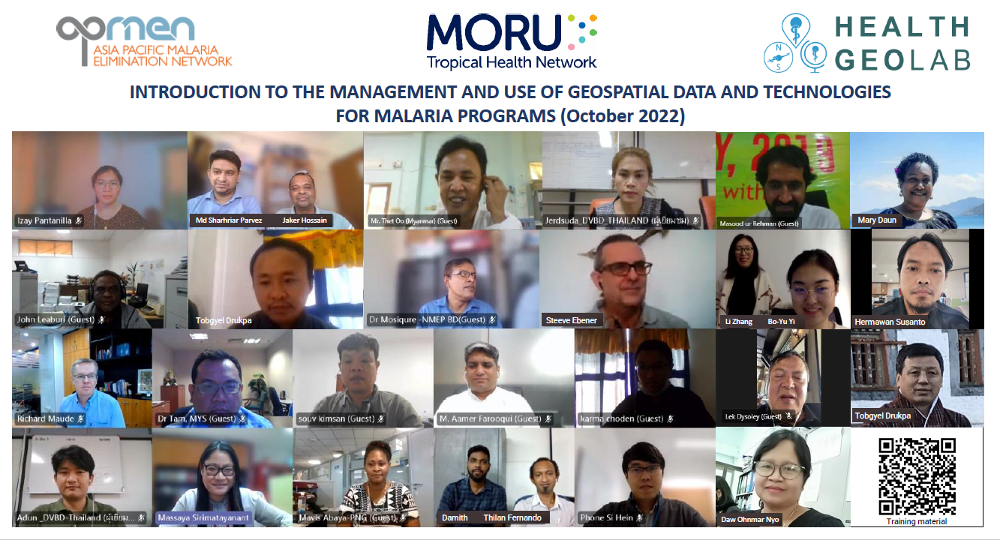 apmen
ASIA PACIFIC MALARIA
ELIMINATION NETWORK
MORU
Tropical Health Network
N
S
HEALTH
GEOLAB
INTRODUCTION TO THE MANAGEMENT AND USE OF GEOSPATIAL DATA AND TECHNOLOGIES
FOR MALARIA PROGRAMS (October 2022)
Izay Pantanilla
Md Sharhriar Parvez
Jaker Hossain
Mr. Thet Oo (Myanmar) (Guest)
Jerdsuda_DVBD_THAILAND (ผู้เยี่ยมชม)
Y, 2019
with
Masood ur Rehman (Guest)
Mary Daun
John Leaburi (Guest)
Tobgyel Drukpa
Dr Mosiqure -NMEP BD(Guest)
Steeve Ebener
Li Zhang
Bo-Yu Yi
Hermawan Susanto
Richard Maude
Dr Tam, MYS (Guest)
souv kimsan (Guest)
M. Aamer Farooqui (Guest)
karma choden (Guest)
Lek Dysoley (Guest)
Tobgyel Drukpa
Adun _DVBD-Thailand (ผู้เยี่ยม...
Massaya Sirimatayanant
Mavis Abaya-PNG (Guest)
Damith
Thilan Fernando
Phone Si Hein
Daw Ohnmar Nyo
Training material